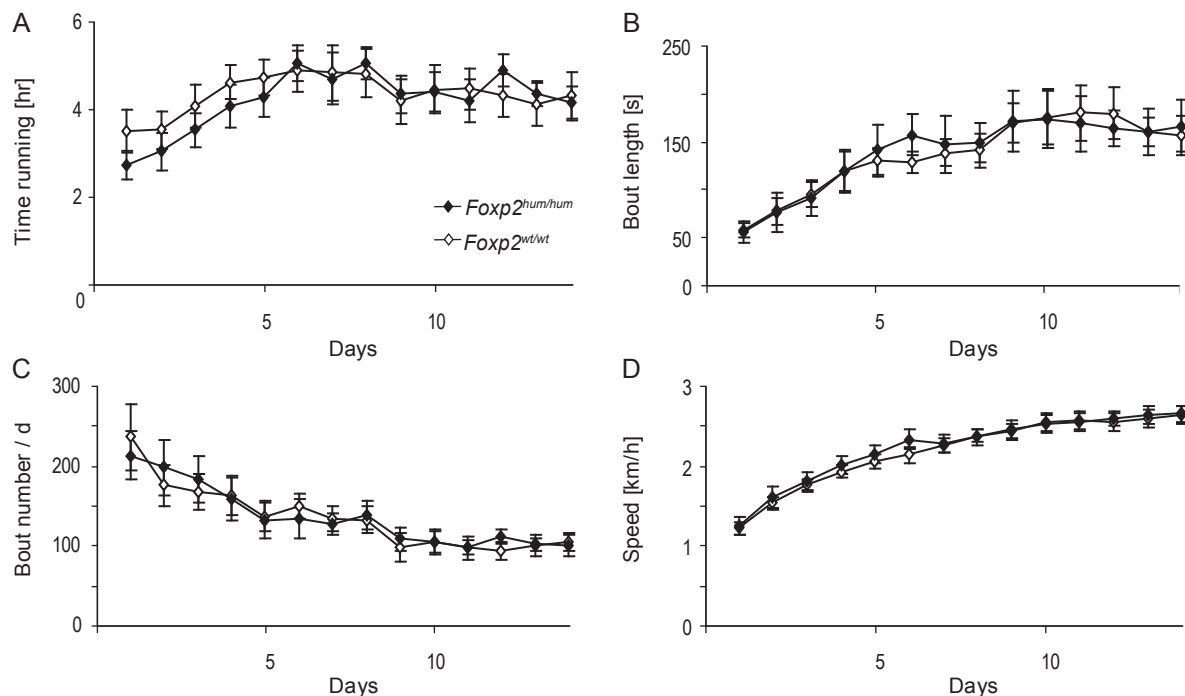 A
Time running [hr]
6
4
2
0
Foxp2hum/hum
Foxp2wt/wt
5
10
Days
B
Bout length [s]
250
150
50
0
5
10
Days
C
Bout number / d
300
200
100
0
5
10
Days
D
Speed [km/h]
3
2
1
0
5
10
Days